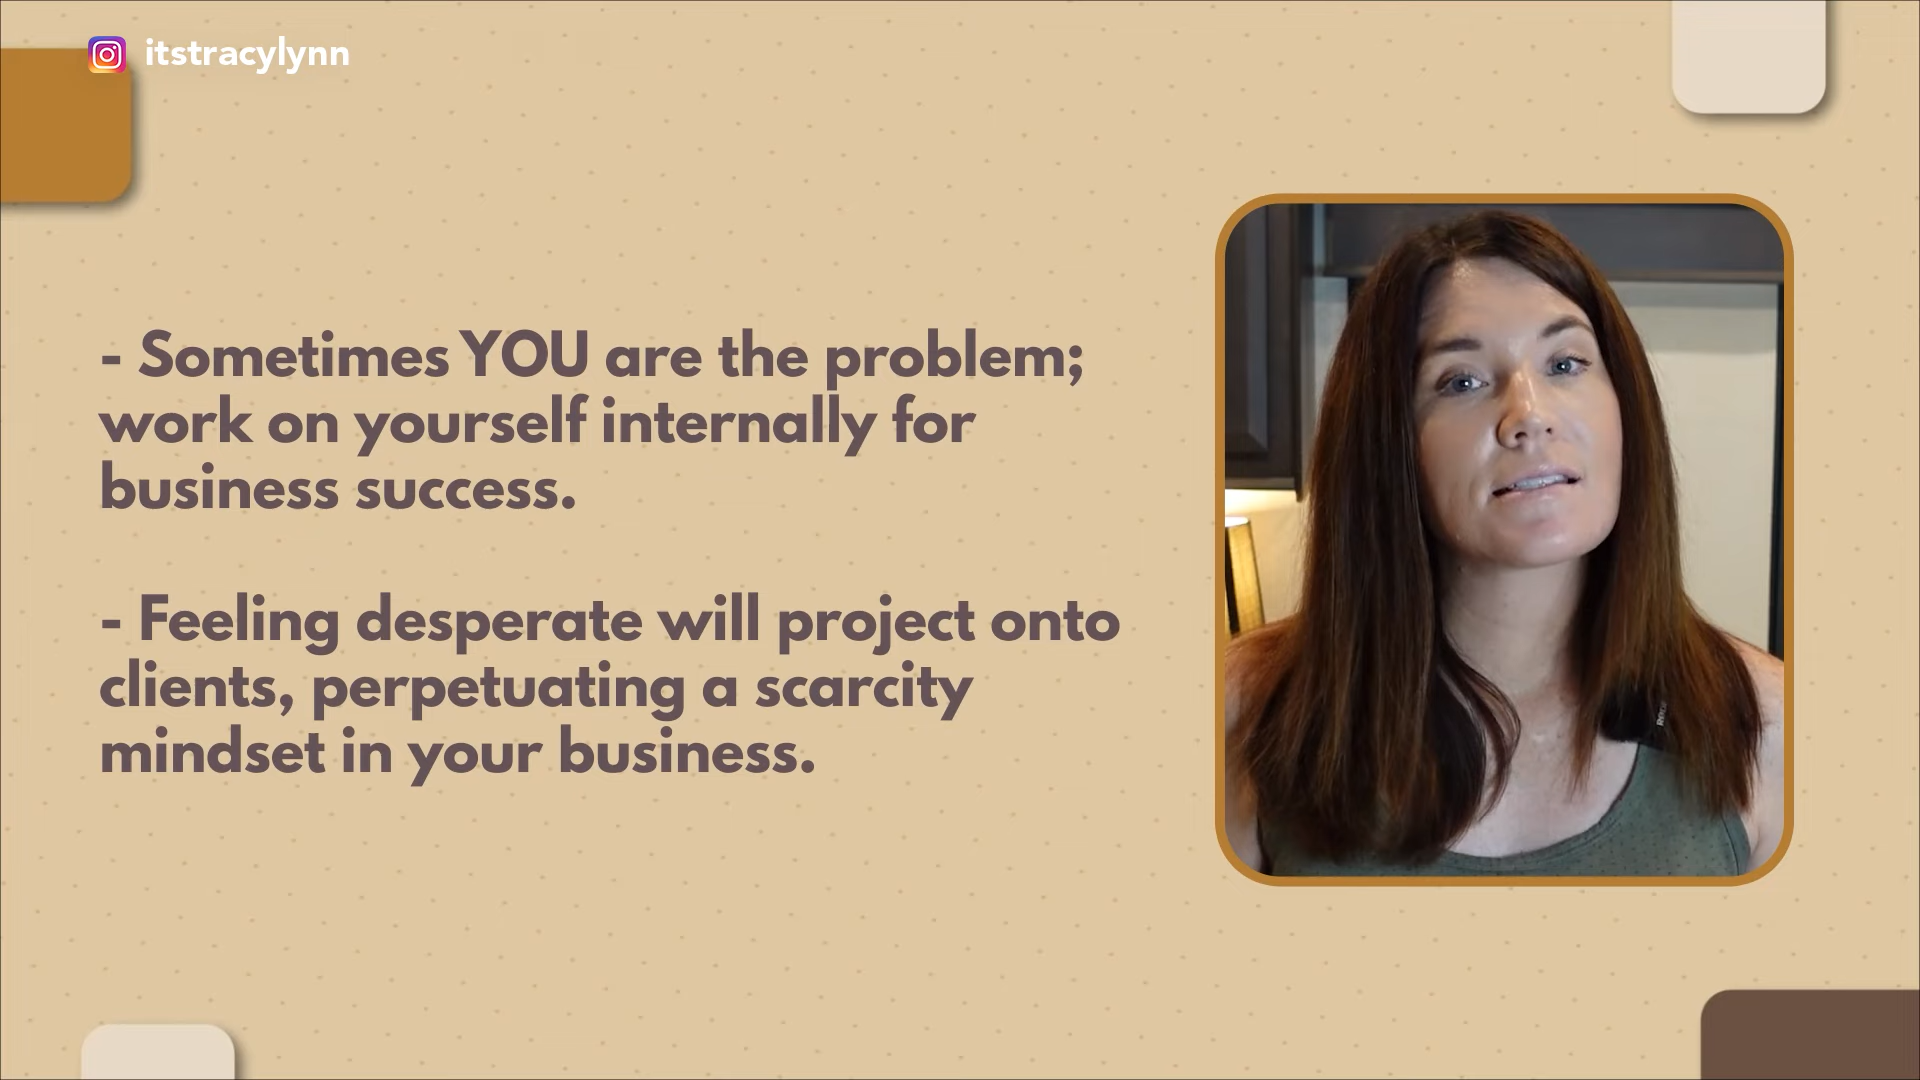 itstracylynn
- Sometimes YOU are the problem;
work on yourself internally for
business success.
- Feeling desperate will project onto
clients, perpetuating a scarcity
mindset in your business.